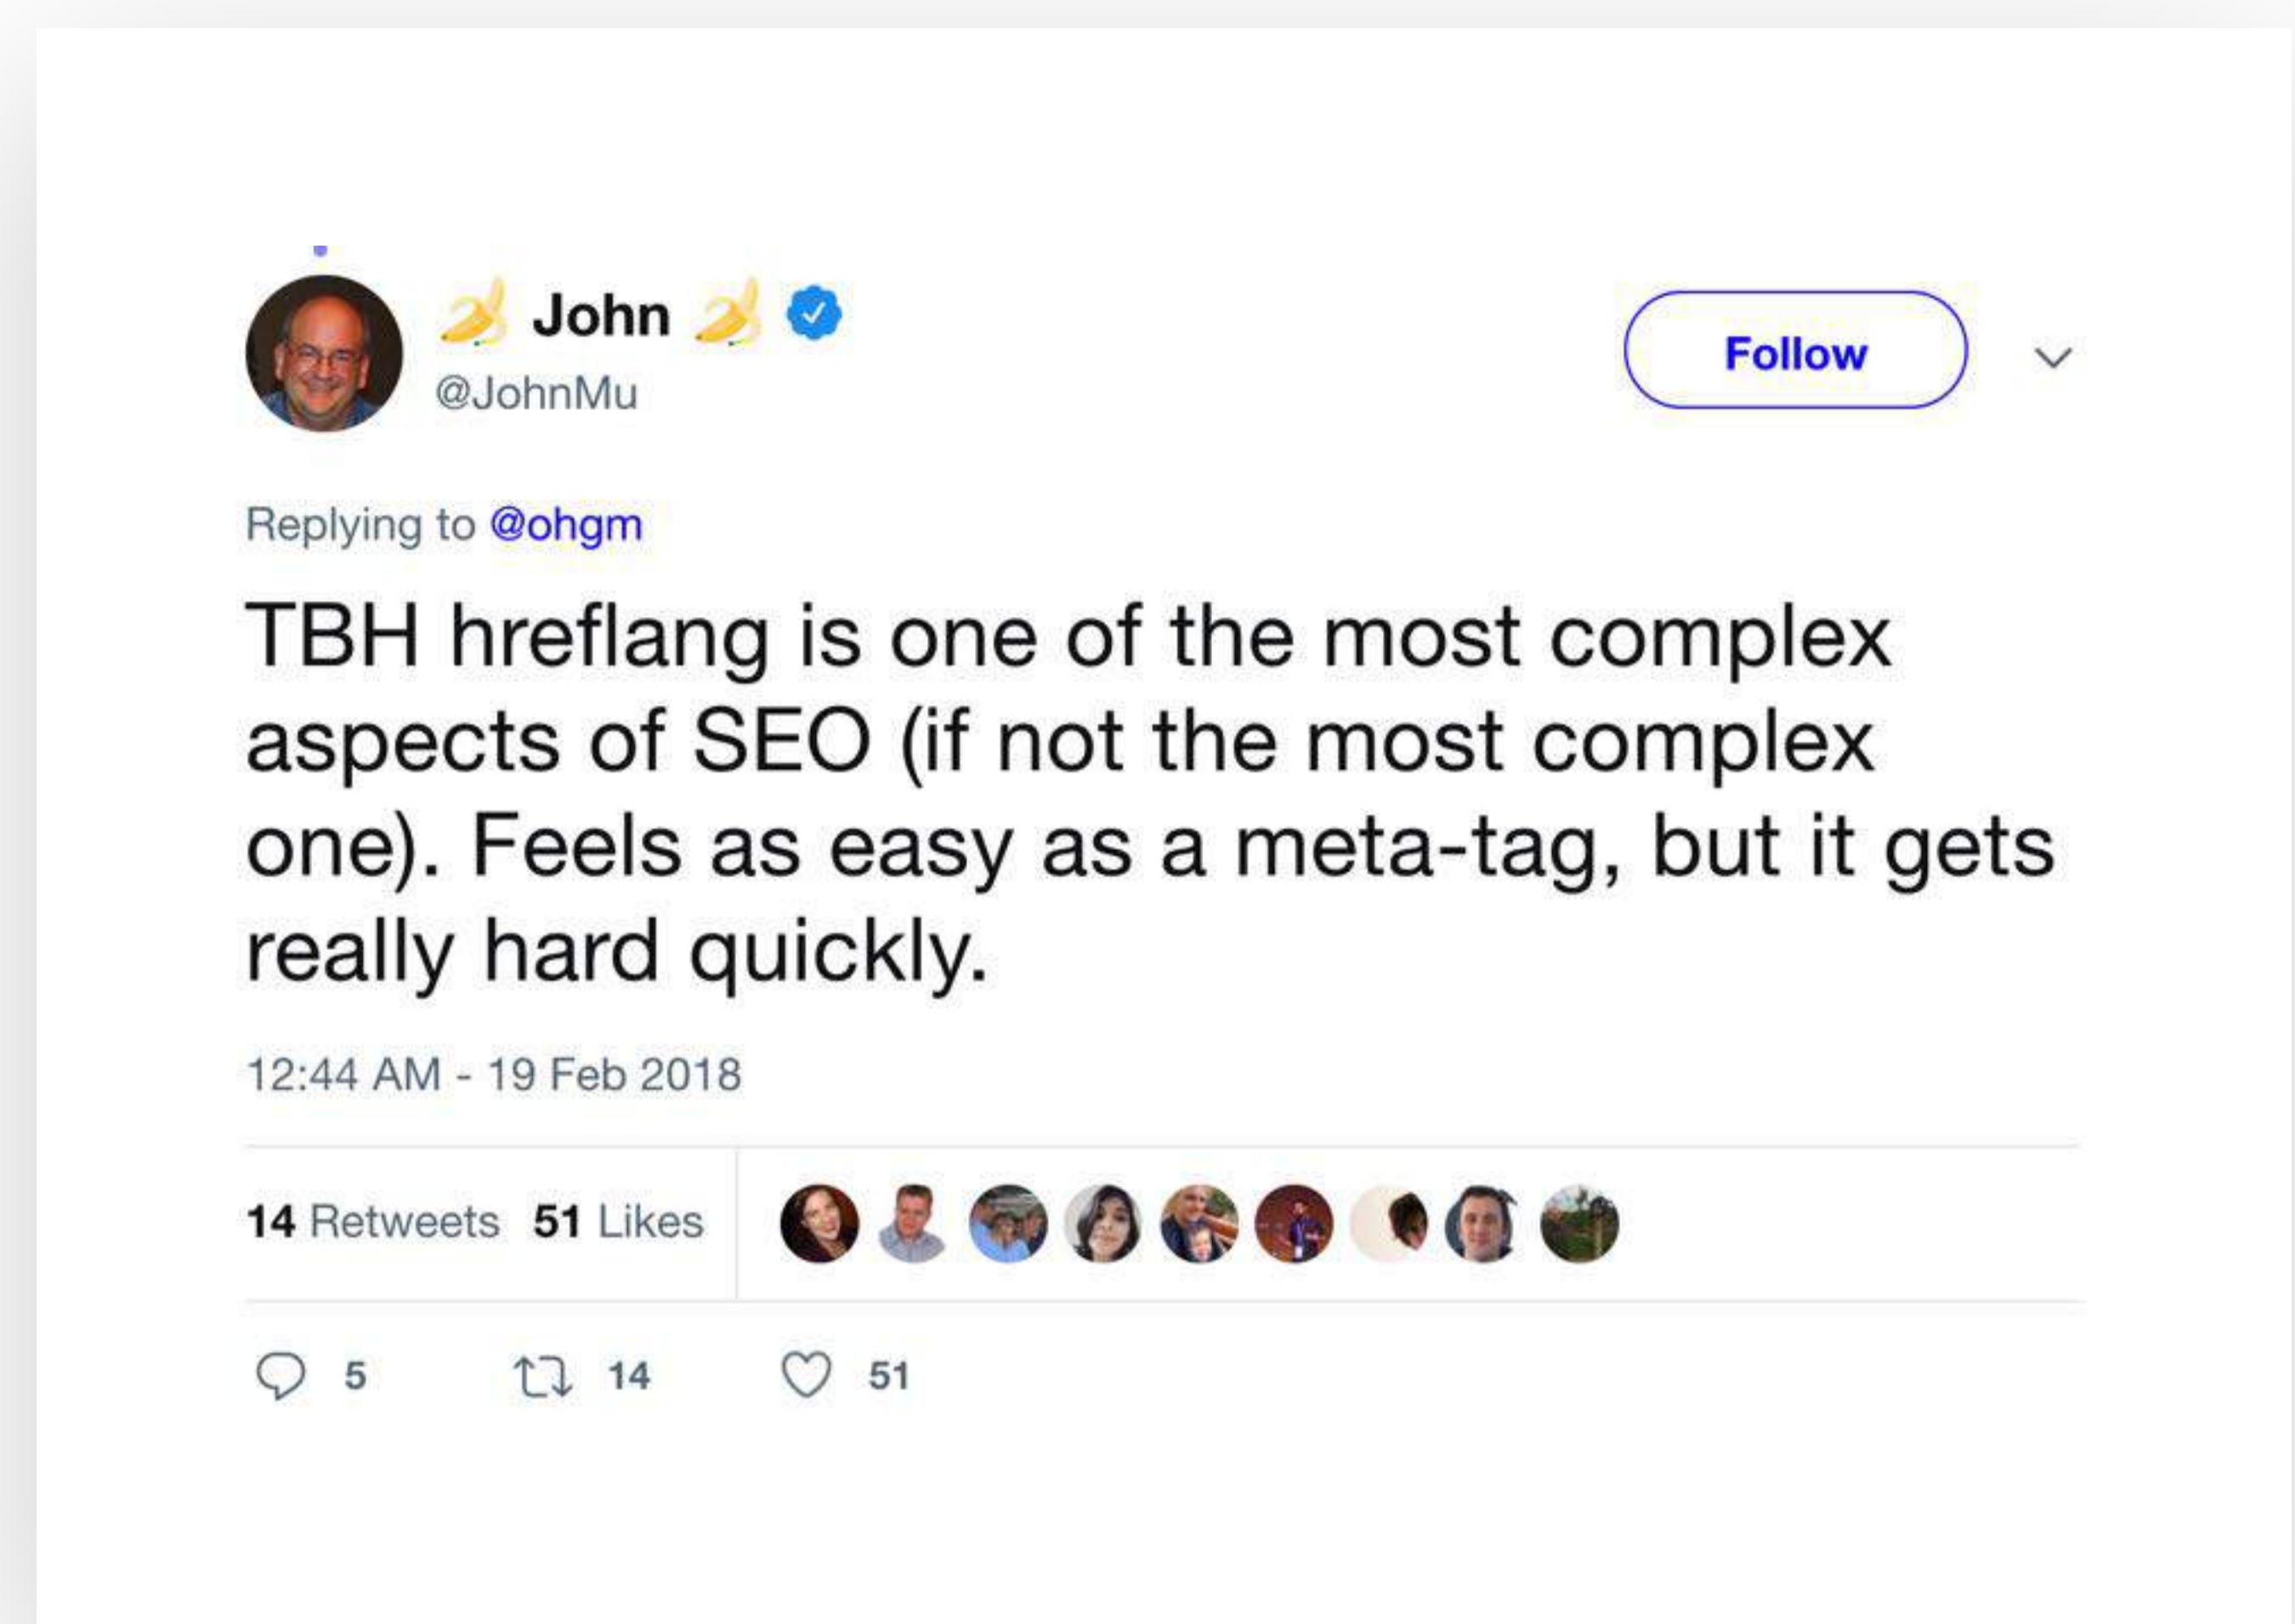 🍌 John 🍌
Follow
@JohnMu
Replying to @ohgm
TBH hreflang is one of the most complex
aspects of SEO (if not the most complex
one). Feels as easy as a meta-tag, but it gets
really hard quickly.
12:44 AM - 19 Feb 2018
14 Retweets 51 Likes
5 14 51